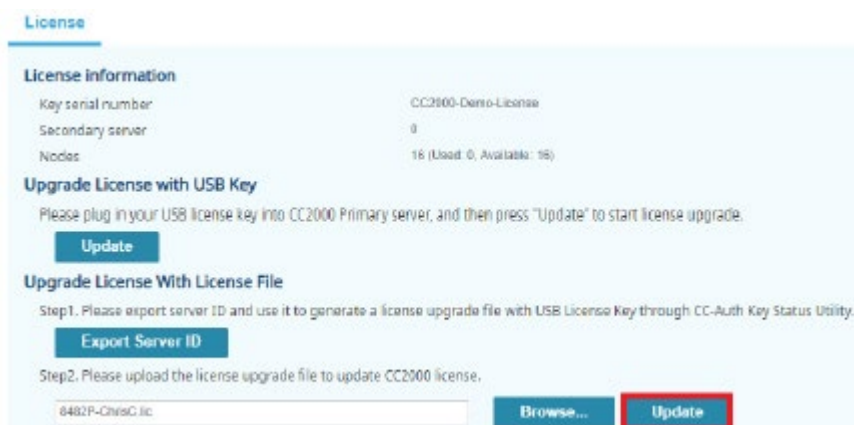 License
License information
Key serial number CC2000-Demo-License
Secondary server 0
Nodes 16 (Used: 0, Available: 16)
Upgrade License with USB Key
Please plug in your USB license key into CC2000 Primary server, and then press "Update" to start license upgrade.
Update
Upgrade License With License File
Step1. Please export server ID and use it to generate a license upgrade file with USB License Key through CC-Auth Key Status Utility.
Export Server ID
Step2. Please upload the license upgrade file to update CC2000 license.
8482P-ChrisC.lic Browse... Update